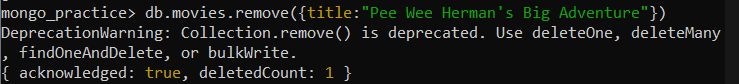 mongo_practice> db.movies.remove({title:"Pee Wee Herman's Big Adventure"})
DeprecationWarning: Collection.remove() is deprecated. Use deleteOne, deleteMany
, findOneAndDelete, or bulkWrite.
{ acknowledged: true, deletedCount: 1 }